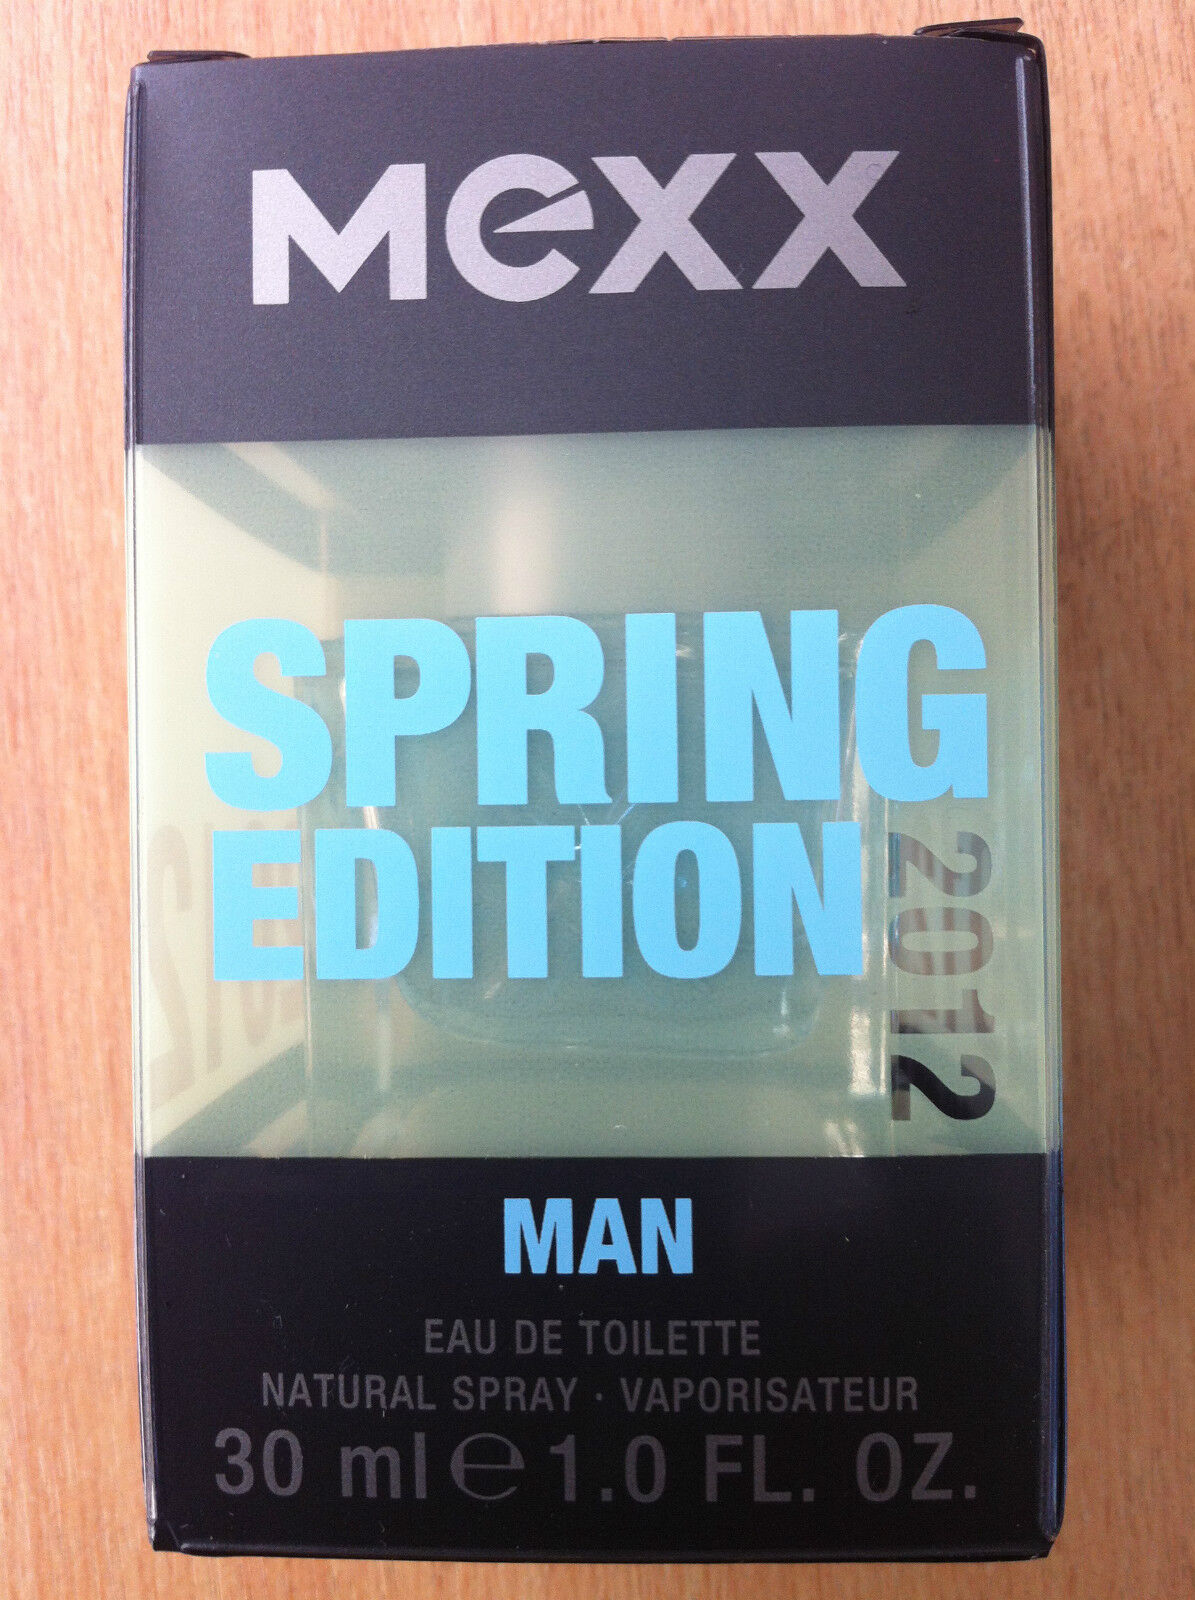 MEXX
SPRING
EDITION
2012
MAN
EAU DE TOILETTE
NATURAL SPRAY · VAPORISATEUR
30 ml ℮ 1.0 FL. OZ.